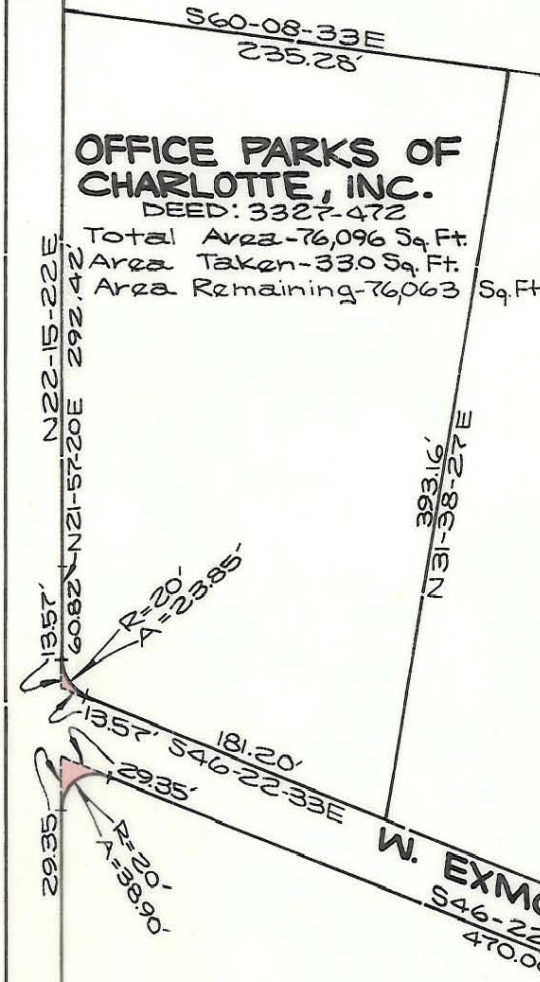 S60-08-33E
235.28'
OFFICE PARKS OF
CHARLOTTE, INC.
DEED: 3327-472
Total Area-76,096 Sq.Ft.
Area Taken-33.0 Sq.Ft.
Area Remaining-76,063 Sq.Ft
N22-15-22E 292.42'
N21-57-20E
60.82'
13.57'
393.16'
N31-38-27E
R=20'
A=23.85'
13.57'
181.20'
S46-22-33E
29.35'
29.35'
R=20'
A=38.90'
W. EXMO
S46-22
470.00